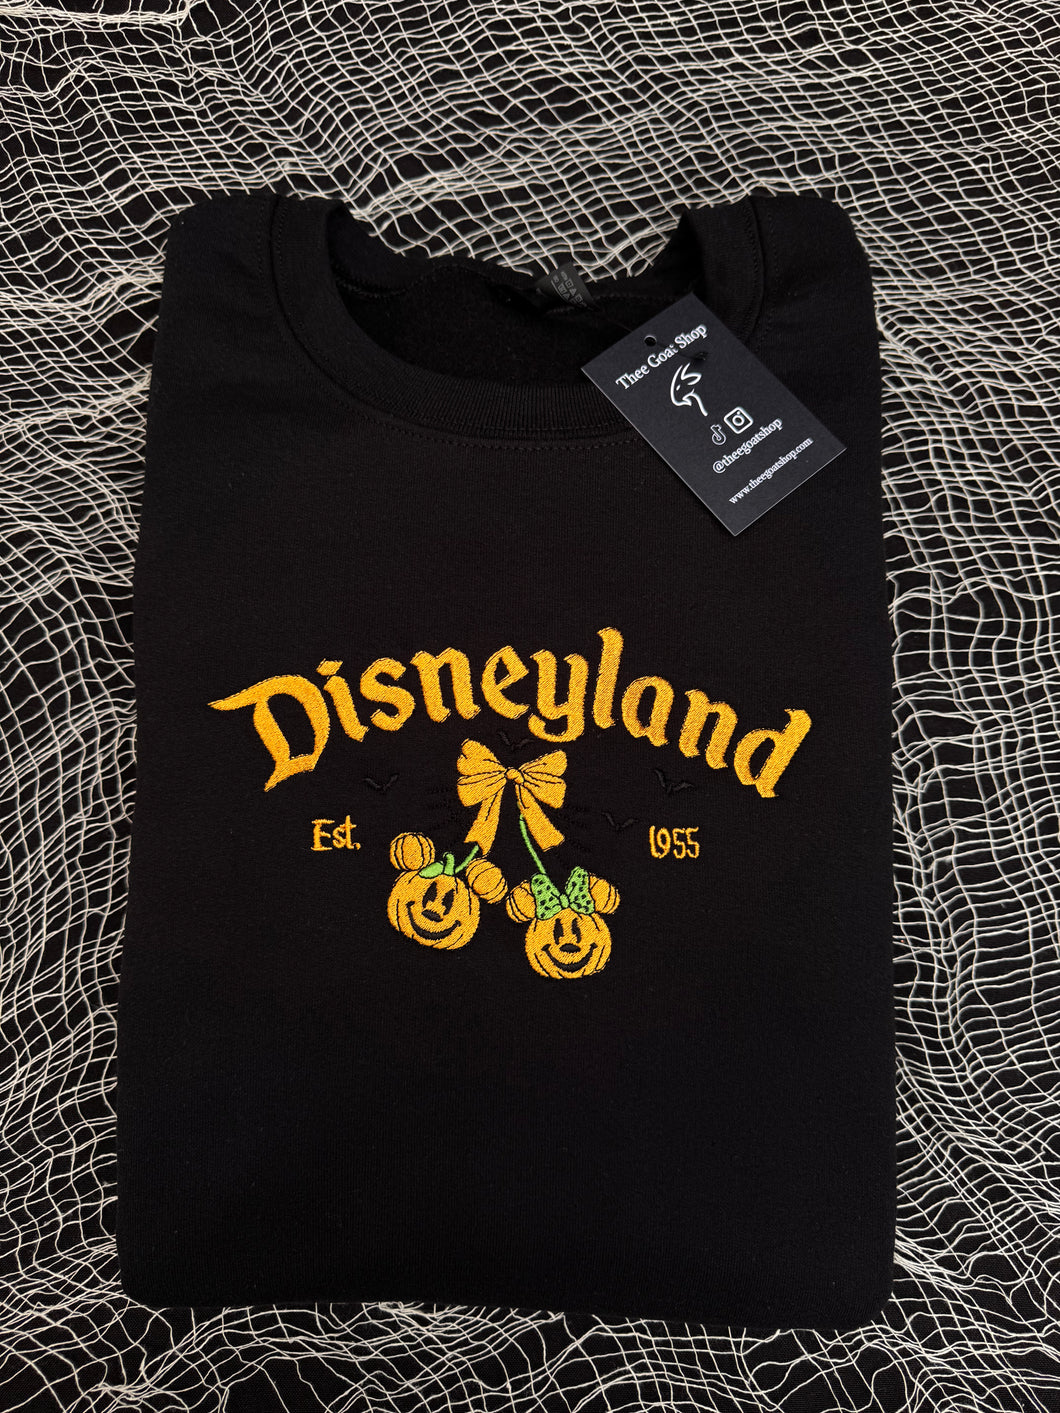 Thee Goat Shop
@theegoatshop
www.theegoatshop.com
Disneyland
Est. 1955